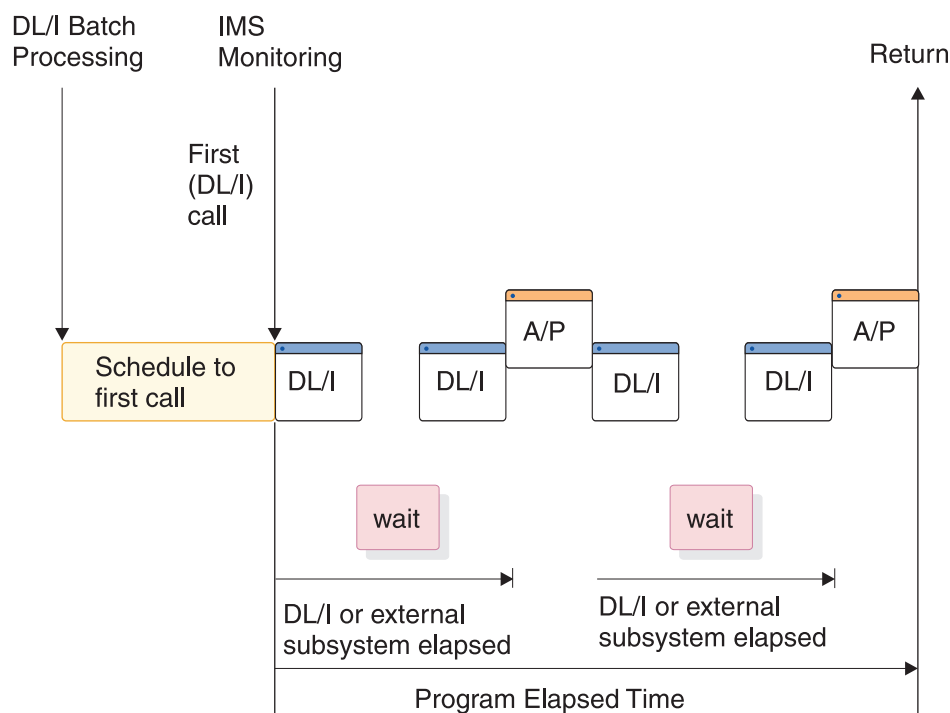 DL/I Batch
Processing
IMS
Monitoring
Return
First
(DL/I)
call
Schedule to
first call
DL/I
DL/I
A/P
DL/I
DL/I
A/P
wait
wait
DL/I or external
subsystem elapsed
DL/I or external
subsystem elapsed
Program Elapsed Time